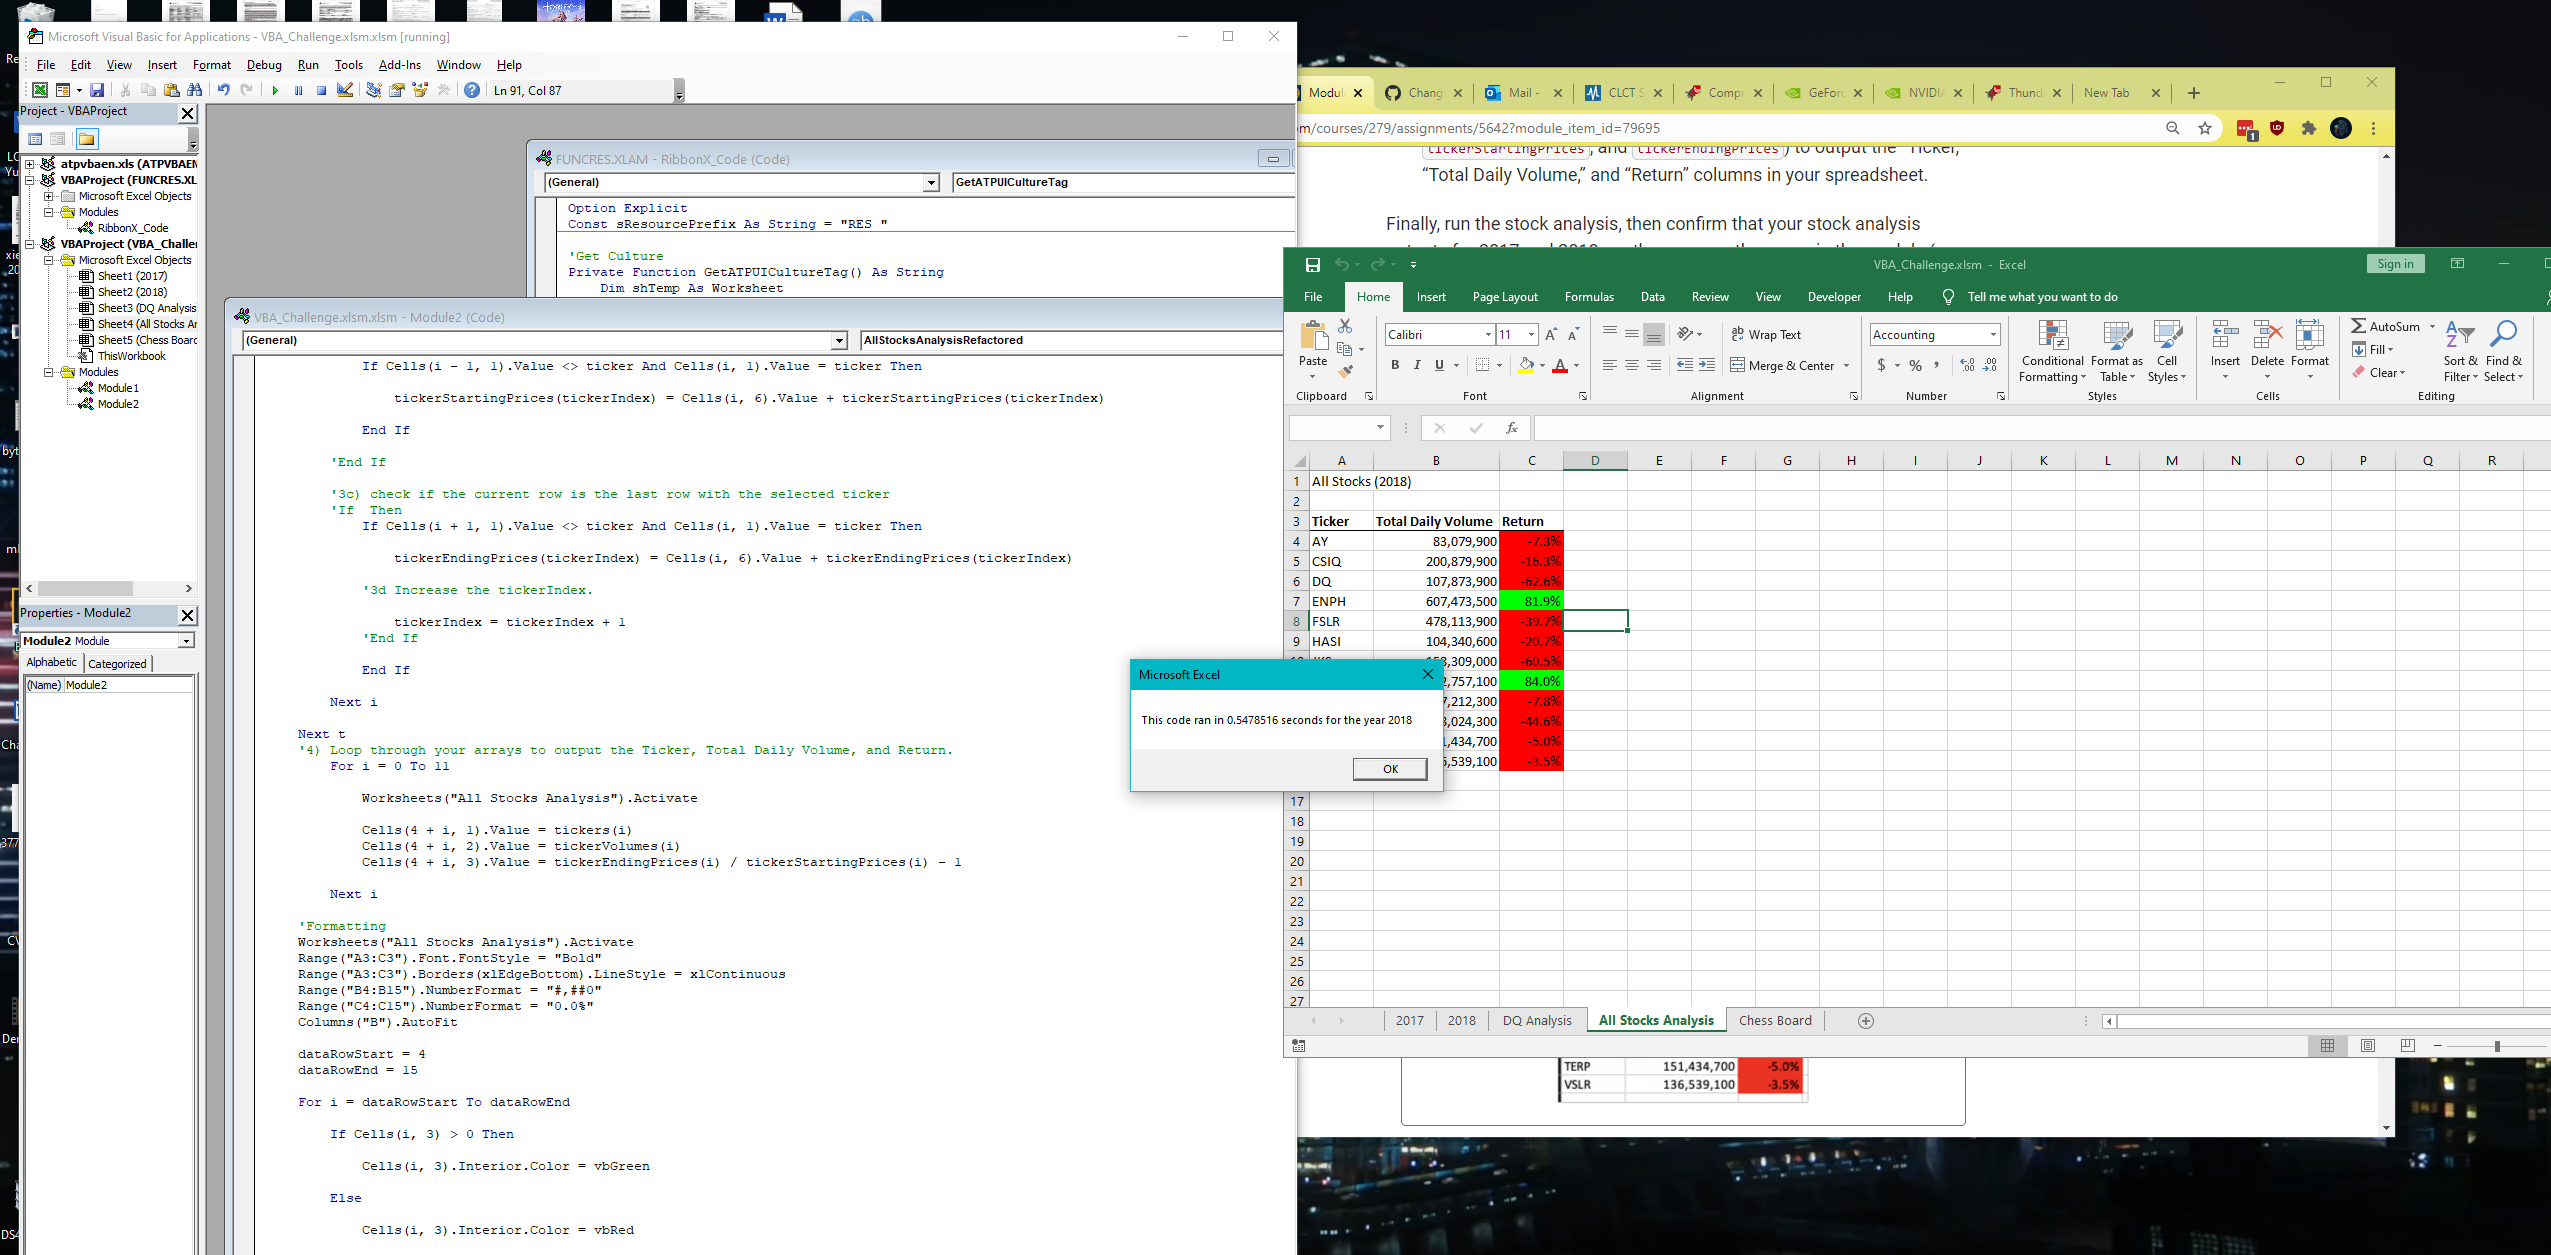 Microsoft Visual Basic for Applications - VBA_Challenge.xlsm.xlsm [running]
File Edit View Insert Format Debug Run Tools Add-Ins Window Help
Ln 91, Col 87
Project - VBAProject
atpvbaen.xls (ATPVBAEN
VBAProject (FUNCRES.XL
Microsoft Excel Objects
Modules
RibbonX_Code
VBAProject (VBA_Challer
Microsoft Excel Objects
Sheet1 (2017)
Sheet2 (2018)
Sheet3 (DQ Analysis
Sheet4 (All Stocks Ar
Sheet5 (Chess Board
ThisWorkbook
Modules
Module1
Module2
Properties - Module2
Module2 Module
Alphabetic Categorized
(Name) Module2
FUNCRES.XLAM - RibbonX_Code (Code)
(General) GetATPUICultureTag
Option Explicit
Const sResourcePrefix As String = "RES_"
'Get Culture
Private Function GetATPUICultureTag() As String
Dim shTemp As Worksheet
VBA_Challenge.xlsm.xlsm - Module2 (Code)
(General) AllStocksAnalysisRefactored
If Cells(i - 1, 1).Value <> ticker And Cells(i, 1).Value = ticker Then
tickerStartingPrices(tickerIndex) = Cells(i, 6).Value + tickerStartingPrices(tickerIndex)
End If
'End If
'3c) check if the current row is the last row with the selected ticker
'If  Then
If Cells(i + 1, 1).Value <> ticker And Cells(i, 1).Value = ticker Then
tickerEndingPrices(tickerIndex) = Cells(i, 6).Value + tickerEndingPrices(tickerIndex)
'3d Increase the tickerIndex.
tickerIndex = tickerIndex + 1
'End If
End If
Next i
Next t
'4) Loop through your arrays to output the Ticker, Total Daily Volume, and Return.
For i = 0 To 11
Worksheets("All Stocks Analysis").Activate
Cells(4 + i, 1).Value = tickers(i)
Cells(4 + i, 2).Value = tickerVolumes(i)
Cells(4 + i, 3).Value = tickerEndingPrices(i) / tickerStartingPrices(i) - 1
Next i
'Formatting
Worksheets("All Stocks Analysis").Activate
Range("A3:C3").Font.FontStyle = "Bold"
Range("A3:C3").Borders(xlEdgeBottom).LineStyle = xlContinuous
Range("B4:B15").NumberFormat = "#,##0"
Range("C4:C15").NumberFormat = "0.0%"
Columns("B").AutoFit
dataRowStart = 4
dataRowEnd = 15
For i = dataRowStart To dataRowEnd
If Cells(i, 3) > 0 Then
Cells(i, 3).Interior.Color = vbGreen
Else
Cells(i, 3).Interior.Color = vbRed
Microsoft Excel
This code ran in 0.5478516 seconds for the year 2018
OK
Modul Chang Mail - CLCT S Compr GeForc NVIDIA Thund New Tab
m/courses/279/assignments/5642?module_item_id=79695
tickerStartingPrices, and tickerEndingPrices) to output the “Ticker,”
“Total Daily Volume,” and “Return” columns in your spreadsheet.
Finally, run the stock analysis, then confirm that your stock analysis
VBA_Challenge.xlsm - Excel
Sign in
File Home Insert Page Layout Formulas Data Review View Developer Help Tell me what you want to do
Paste
Calibri 11
B I U
Wrap Text
Merge & Center
Accounting
$ % ,
Conditional Formatting
Format as Table
Cell Styles
Insert Delete Format
AutoSum
Fill
Clear
Sort & Filter
Find & Select
Clipboard Font Alignment Number Styles Cells Editing
fx
A B C D E F G H I J K L M N O P Q R
1 All Stocks (2018)
2
3 Ticker Total Daily Volume Return
4 AY 83,079,900 -7.3%
5 CSIQ 200,879,900 -16.3%
6 DQ 107,873,900 -62.6%
7 ENPH 607,473,500 81.9%
8 FSLR 478,113,900 -39.7%
9 HASI 104,340,600 -20.7%
,309,000 -60.5%
,757,100 84.0%
7,212,300 -7.8%
,024,300 -44.6%
,434,700 -5.0%
,539,100 -3.5%
17
18
19
20
21
22
23
24
25
26
27
2017 2018 DQ Analysis All Stocks Analysis Chess Board
TERP 151,434,700 -5.0%
VSLR 136,539,100 -3.5%